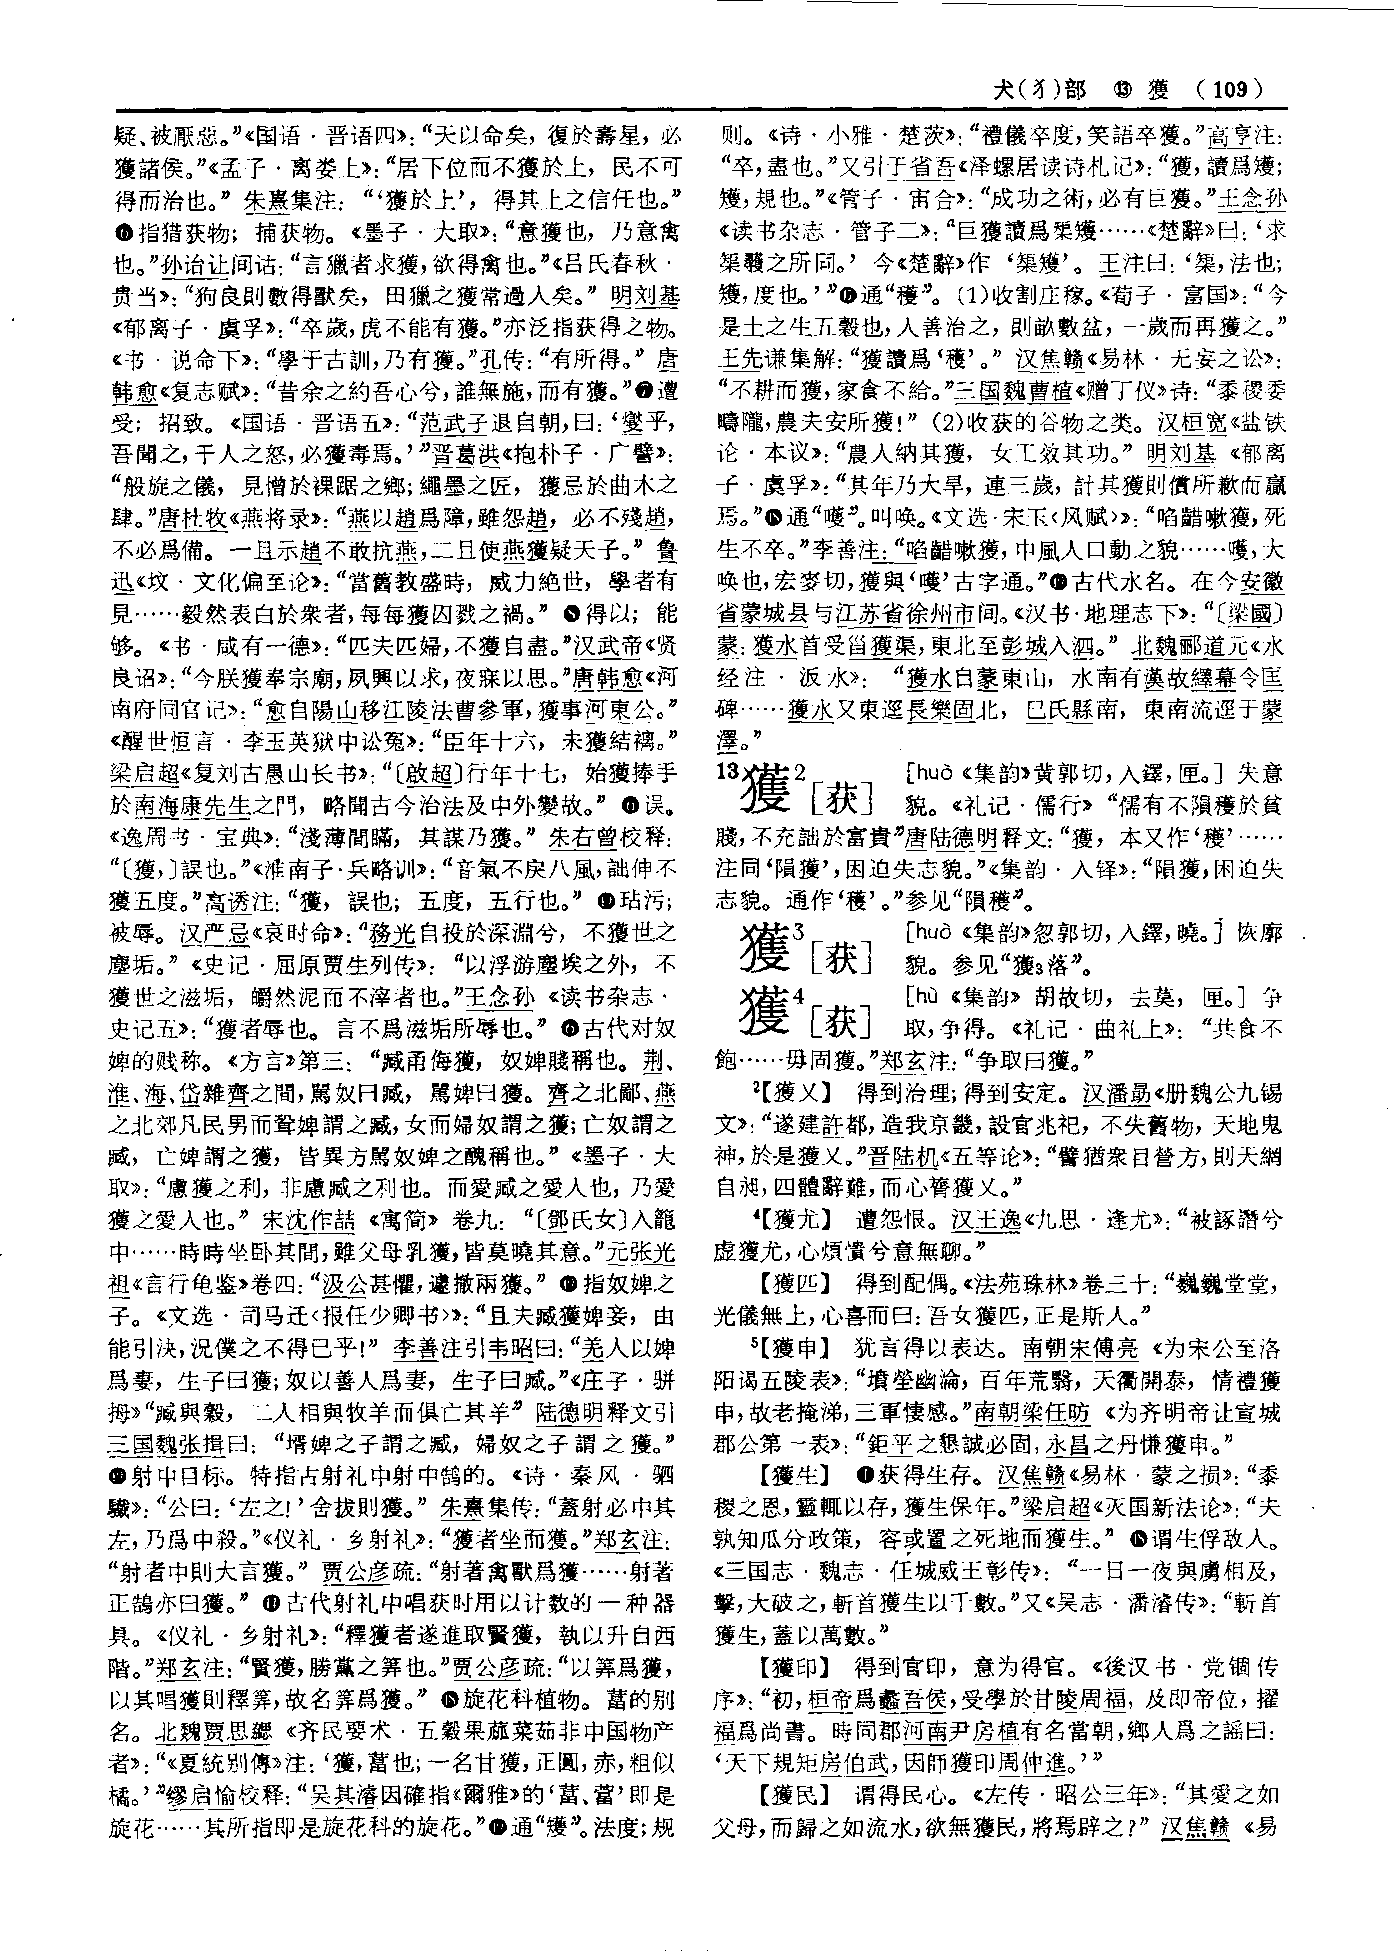 犬(犭)部 ⑬ 獲 (109)
疑、被厭惡。”《国语·晋语四》：“天以命矣，復於壽星，必
獲諸侯。”《孟子·离娄上》：“居下位而不獲於上，民不可
得而治也。”朱熹集注：“‘獲於上’，得其上之信任也。”
❻指猎获物；捕获物。《墨子·大取》：“意獲也，乃意禽
也。”孙诒让间诂：“言獵者求獲，欲得禽也。”《吕氏春秋·
贵当》：“狗良則數得獸矣，田獵之獲常過人矣。”明刘基
《郁离子·虞孚》：“卒歲，虎不能有獲。”亦泛指获得之物。
《书·说命下》：“學于古訓，乃有獲。”孔传：“有所得。”唐
韩愈《复志赋》：“昔余之約吾心兮，誰無施，而有獲。”❼遭
受；招致。《国语·晋语五》：“范武子退自朝，曰：‘燮乎，
吾聞之，干人之怒，必獲毒焉。’”晋葛洪《抱朴子·广譬》：
“般旋之儀，見憎於裸踞之鄉；繩墨之匠，獲忌於曲木之
肆。”唐杜牧《燕将录》：“燕以趙爲障，雖怨趙，必不殘趙，
不必爲備。一且示趙不敢抗燕，二且使燕獲疑天子。”鲁
迅《坟·文化偏至论》：“當舊教盛時，威力絶世，學者有
見……毅然表白於衆者，每每獲囚戮之禍。”❽得以；能
够。《书·咸有一德》：“匹夫匹婦，不獲自盡。”汉武帝《贤
良诏》：“今朕獲奉宗廟，夙興以求，夜寐以思。”唐韩愈《河
南府同官记》：“愈自陽山移江陵法曹參軍，獲事河東公。”
《醒世恒言·李玉英狱中讼冤》：“臣年十六，未獲結褵。”
梁启超《复刘古愚山长书》：“〔啟超〕行年十七，始獲捧手
於南海康先生之門，略聞古今治法及中外變故。”❾误。
《逸周书·宝典》：“淺薄間瞞，其謀乃獲。”朱右曾校释：
“〔獲，〕誤也。”《淮南子·兵略训》：“音氣不戾八風，詘伸不
獲五度。”高诱注：“獲，誤也；五度，五行也。”❿玷污；
被辱。汉严忌《哀时命》：“務光自投於深淵兮，不獲世之
塵垢。”《史记·屈原贾生列传》：“以浮游塵埃之外，不
獲世之滋垢，皭然泥而不滓者也。”王念孙《读书杂志·
史记五》：“獲者辱也。言不爲滋垢所辱也。”⓫古代对奴
婢的贱称。《方言》第三：“臧甬侮獲，奴婢賤稱也。荆、
淮、海、岱雜齊之間，駡奴曰臧，駡婢曰獲。齊之北鄙、燕
之北郊凡民男而聟婢謂之臧，女而婦奴謂之獲；亡奴謂之
臧，亡婢謂之獲，皆異方駡奴婢之醜稱也。”《墨子·大
取》：“慮獲之利，非慮臧之利也。而愛臧之愛人也，乃愛
獲之愛人也。”宋沈作喆《寓简》卷九：“〔鄧氏女〕入籠
中……時時坐卧其間，雖父母乳獲，皆莫曉其意。”元张光
祖《言行龟鉴》卷四：“汲公甚懼，遽撤兩獲。”⓬指奴婢之
子。《文选·司马迁〈报任少卿书〉》：“且夫臧獲婢妾，由
能引決，況僕之不得已乎！”李善注引韦昭曰：“羌人以婢
爲妻，生子曰獲；奴以善人爲妻，生子曰臧。”《庄子·骈
拇》“臧與穀，二人相與牧羊而俱亡其羊”陆德明释文引
三国魏张揖曰：“壻婢之子謂之臧，婦奴之子謂之獲。”
⓭射中目标。特指古射礼中射中鹄的。《诗·秦风·驷
驖》：“公曰：‘左之！’舍拔則獲。”朱熹集传：“蓋射必中其
左，乃爲中殺。”《仪礼·乡射礼》：“獲者坐而獲。”郑玄注：
“射者中則大言獲。”贾公彦疏：“射著禽獸爲獲……射著
正鵠亦曰獲。”⓮古代射礼中唱获时用以计数的一种器
具。《仪礼·乡射礼》：“釋獲者遂進取賢獲，執以升自西
階。”郑玄注：“賢獲，勝黨之筭也。”贾公彦疏：“以筭爲獲，
以其唱獲則釋筭，故名筭爲獲。”⓯旋花科植物。葍的别
名。北魏贾思勰《齐民要术·五穀果蓏菜茹非中国物产
者》：“《夏統别傳》注：‘獲，葍也；一名甘獲，正圓，赤，粗似
橘。’”缪启愉校释：“吴其濬因確指《爾雅》的‘葍、藑’即是
旋花……其所指即是旋花科的旋花。”⓰通“矱”。法度；规
则。《诗·小雅·楚茨》：“禮儀卒度，笑語卒獲。”高亨注：
“卒，盡也。”又引于省吾《泽螺居读诗札记》：“獲，讀爲矱；
矱，規也。”《管子·宙合》：“成功之術，必有巨獲。”王念孙
《读书杂志·管子二》：“巨獲讀爲榘矱……《楚辭》曰：‘求
榘彠之所同。’今《楚辭》作‘榘矱’。王注曰：‘榘，法也；
矱，度也。’”⓱通“穫”。(1)收割庄稼。《荀子·富国》：“今
是土之生五穀也，人善治之，則畝數盆，一歲而再獲之。”
王先谦集解：“獲讀爲‘穫’。”汉焦赣《易林·无妄之讼》：
“不耕而獲，家食不給。”三国魏曹植《赠丁仪》诗：“黍稷委
疇隴，農夫安所獲！”(2)收获的谷物之类。汉桓宽《盐铁
论·本议》：“農人納其獲，女工效其功。”明刘基《郁离
子·虞孚》：“其年乃大旱，連三歲，計其獲則償所歉而贏
焉。”⓲通“嚄”。叫唤。《文选·宋玉〈风赋〉》：“啗齰嗽獲，死
生不卒。”李善注：“啗齰嗽獲，中風人口動之貌……嚄，大
唤也，宏麥切，獲與‘嚄’古字通。”⓳古代水名。在今安徽
省蒙城县与江苏省徐州市间。《汉书·地理志下》：“〔梁國〕
蒙：獲水首受甾獲渠，東北至彭城入泗。”北魏郦道元《水
经注·汳水》：“獲水自蒙東出，水南有漢故繹幕令匡
碑……獲水又東逕長樂固北，巳氏縣南，東南流逕于蒙
澤。”
13獲2[获] [huò《集韵》黄郭切，入鐸，匣。]失意
貌。《礼记·儒行》“儒有不隕穫於貧
賤，不充詘於富貴”唐陆德明释文：“獲，本又作‘穫’……
注同‘隕獲’，困迫失志貌。”《集韵·入铎》：“隕獲，困迫失
志貌。通作‘穫’。”参见“隕穫”。
獲3[获] [huò《集韵》忽郭切，入鐸，曉。]恢廓
貌。参见“獲3落”。
獲4[获] [hù《集韵》胡故切，去莫，匣。]争
取，争得。《礼记·曲礼上》：“共食不
飽……毋固獲。”郑玄注：“争取曰獲。”
2【獲乂】 得到治理；得到安定。汉潘勗《册魏公九锡
文》：“遂建許都，造我京畿，設官兆祀，不失舊物，天地鬼
神，於是獲乂。”晋陆机《五等论》：“譬猶衆目營方，則天網
自昶，四體辭難，而心膂獲乂。”
4【獲尤】 遭怨恨。汉王逸《九思·逢尤》：“被諑譖兮
虚獲尤，心煩憒兮意無聊。”
【獲匹】 得到配偶。《法苑珠林》卷三十：“巍巍堂堂，
光儀無上，心喜而曰：吾女獲匹，正是斯人。”
5【獲申】 犹言得以表达。南朝宋傅亮《为宋公至洛
阳谒五陵表》：“墳塋幽淪，百年荒翳，天衢開泰，情禮獲
申，故老掩涕，三軍悽感。”南朝梁任昉《为齐明帝让宣城
郡公第一表》：“鉅平之懇誠必固，永昌之丹慊獲申。”
【獲生】 ❶获得生存。汉焦赣《易林·蒙之损》：“黍
稷之恩，靈輒以存，獲生保年。”梁启超《灭国新法论》：“夫
孰知瓜分政策，容或置之死地而獲生。”❷谓生俘敌人。
《三国志·魏志·任城威王彰传》：“一日一夜與虜相及，
擊，大破之，斬首獲生以千數。”又《吴志·潘濬传》：“斬首
獲生，蓋以萬數。”
【獲印】 得到官印，意为得官。《後汉书·党锢传
序》：“初，桓帝爲蠡吾侯，受學於甘陵周福，及即帝位，擢
福爲尚書。時同郡河南尹房植有名當朝，鄉人爲之謡曰：
‘天下規矩房伯武，因師獲印周仲進。’”
【獲民】 谓得民心。《左传·昭公三年》：“其愛之如
父母，而歸之如流水，欲無獲民，將焉辟之？”汉焦赣《易